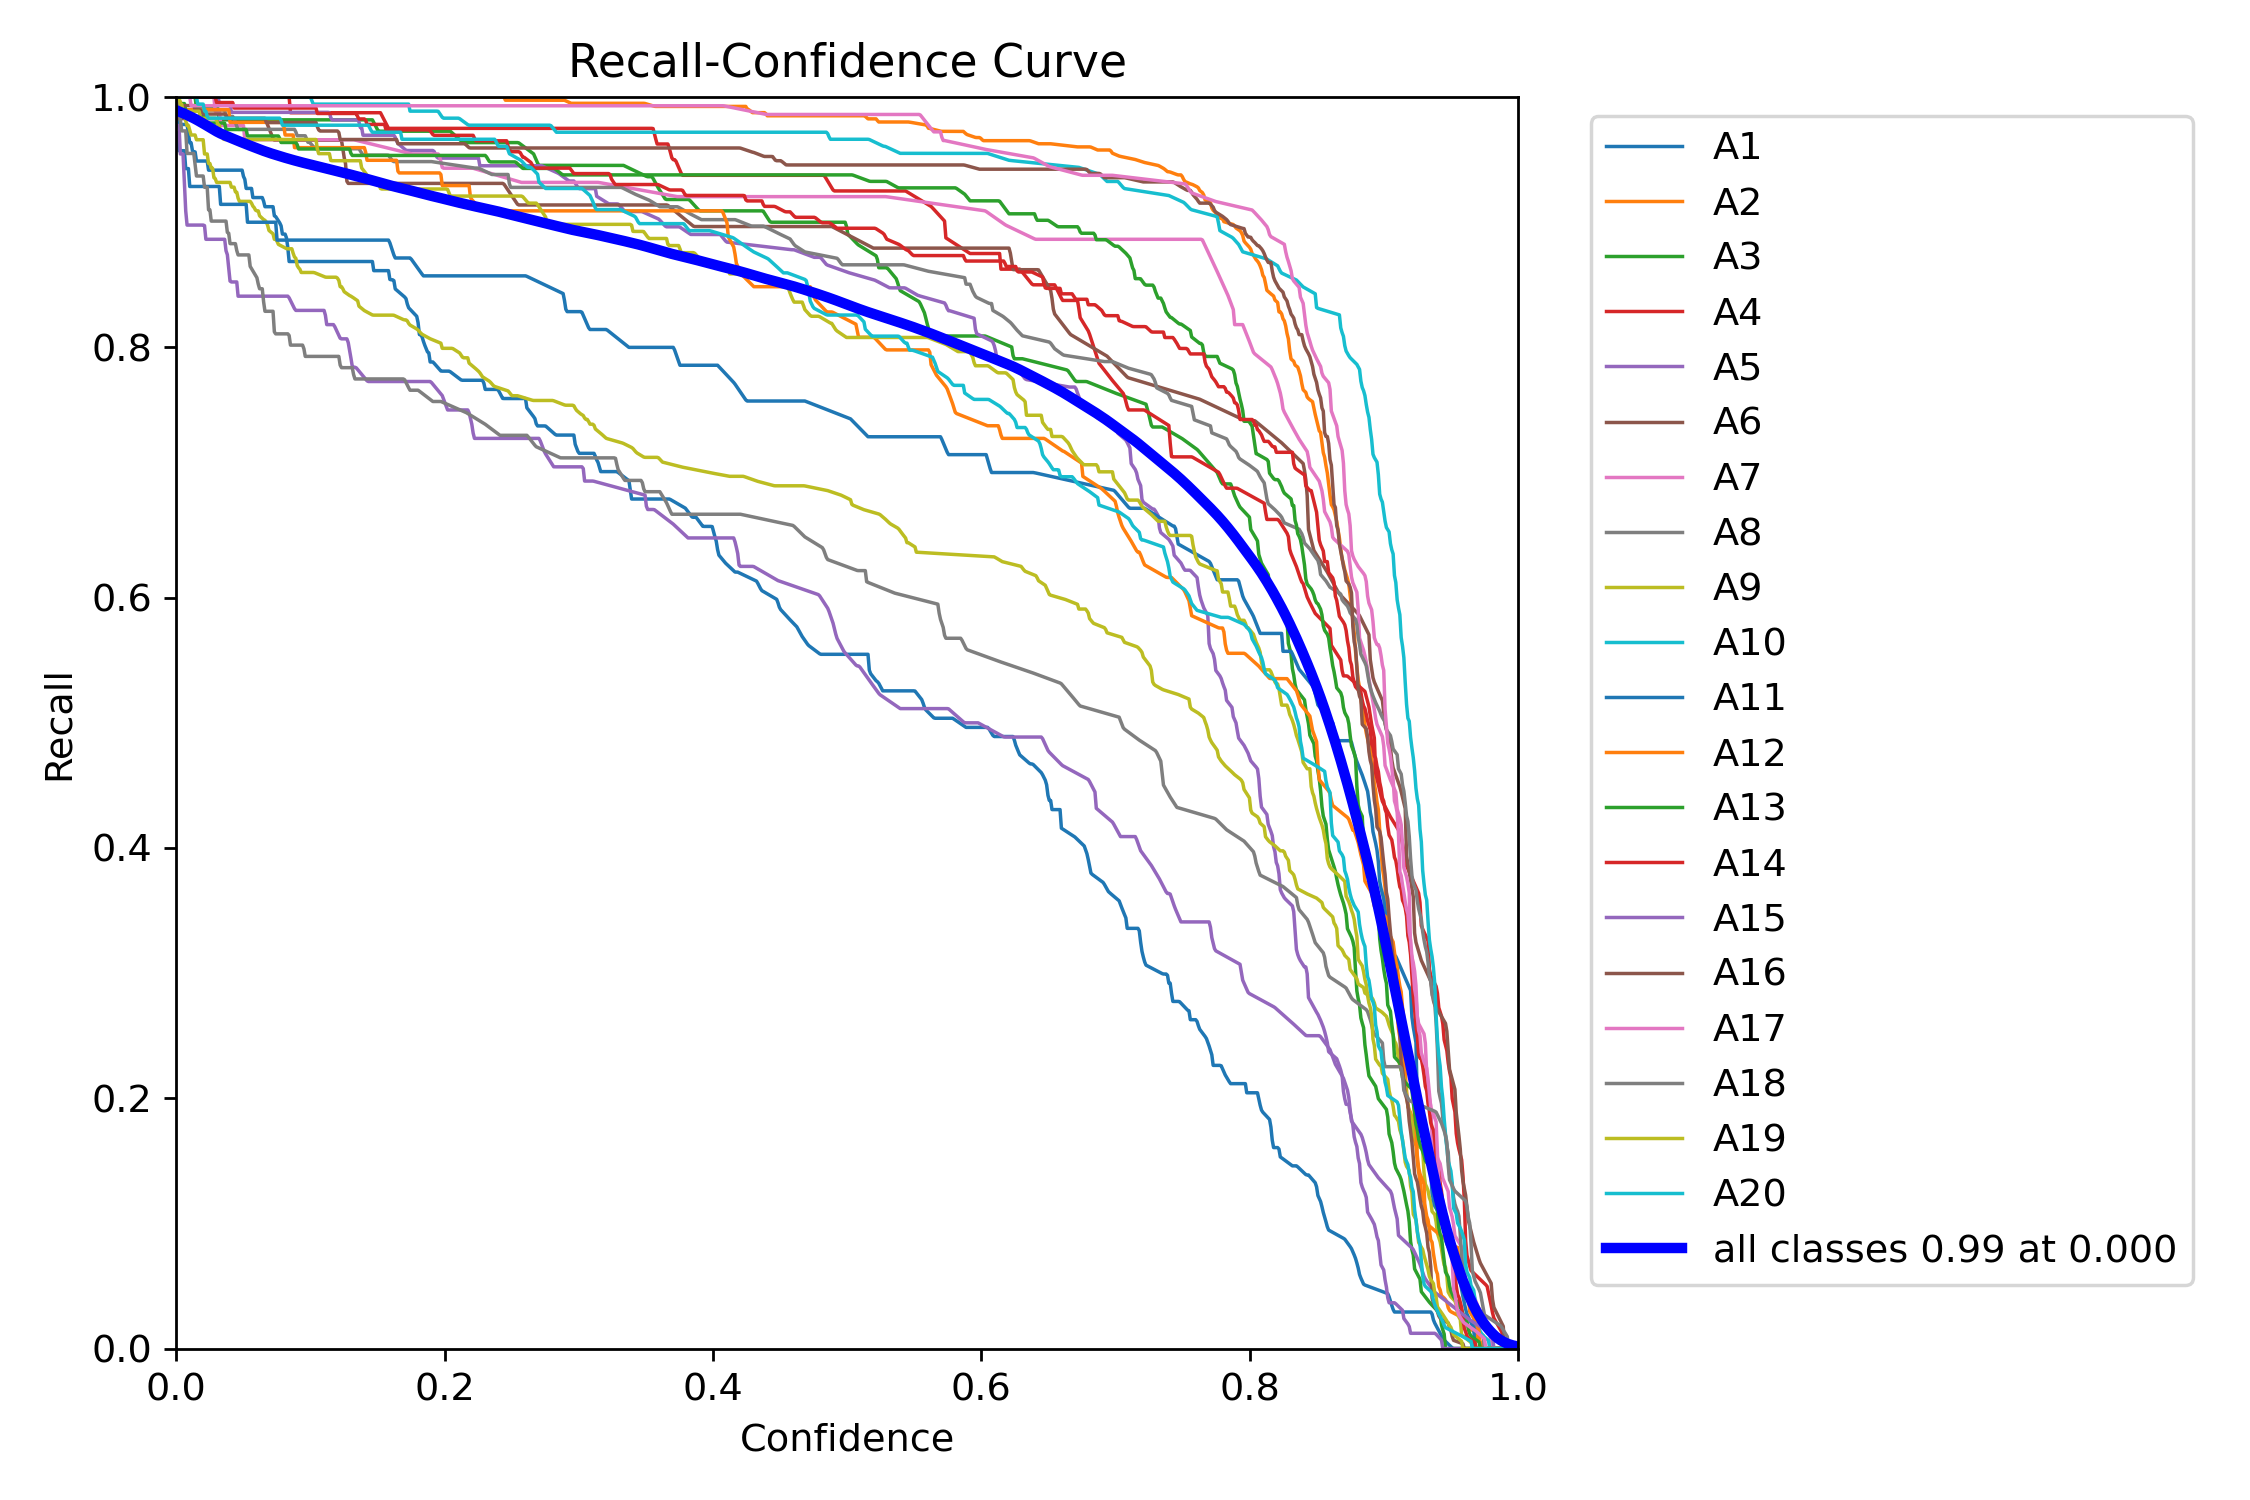 Recall-Confidence Curve
1.0
0.8
0.6
0.4
0.2
0.0
Recall
0.0 0.2 0.4 0.6 0.8 1.0
Confidence
A1
A2
A3
A4
A5
A6
A7
A8
A9
A10
A11
A12
A13
A14
A15
A16
A17
A18
A19
A20
all classes 0.99 at 0.000